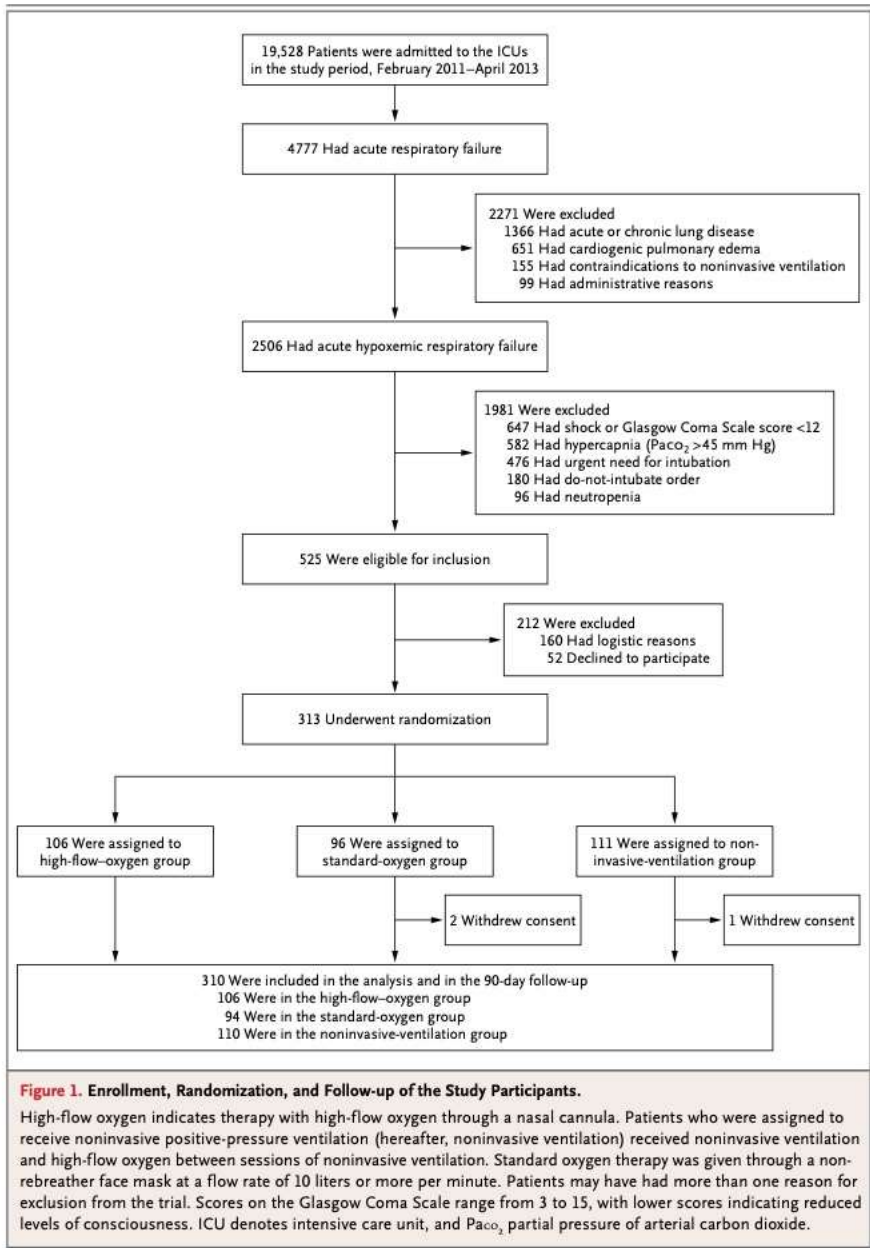 19,528 Patients were admitted to the ICUs
in the study period, February 2011–April 2013
4777 Had acute respiratory failure
2271 Were excluded
1366 Had acute or chronic lung disease
651 Had cardiogenic pulmonary edema
155 Had contraindications to noninvasive ventilation
99 Had administrative reasons
2506 Had acute hypoxemic respiratory failure
1981 Were excluded
647 Had shock or Glasgow Coma Scale score <12
582 Had hypercapnia (Paco₂ >45 mm Hg)
476 Had urgent need for intubation
180 Had do-not-intubate order
96 Had neutropenia
525 Were eligible for inclusion
212 Were excluded
160 Had logistic reasons
52 Declined to participate
313 Underwent randomization
106 Were assigned to
high-flow–oxygen group
96 Were assigned to
standard-oxygen group
111 Were assigned to non-
invasive-ventilation group
2 Withdrew consent
1 Withdrew consent
310 Were included in the analysis and in the 90-day follow-up
106 Were in the high-flow–oxygen group
94 Were in the standard-oxygen group
110 Were in the noninvasive-ventilation group
Figure 1. Enrollment, Randomization, and Follow-up of the Study Participants.
High-flow oxygen indicates therapy with high-flow oxygen through a nasal cannula. Patients who were assigned to
receive noninvasive positive-pressure ventilation (hereafter, noninvasive ventilation) received noninvasive ventilation
and high-flow oxygen between sessions of noninvasive ventilation. Standard oxygen therapy was given through a non-
rebreather face mask at a flow rate of 10 liters or more per minute. Patients may have had more than one reason for
exclusion from the trial. Scores on the Glasgow Coma Scale range from 3 to 15, with lower scores indicating reduced
levels of consciousness. ICU denotes intensive care unit, and Paco₂ partial pressure of arterial carbon dioxide.